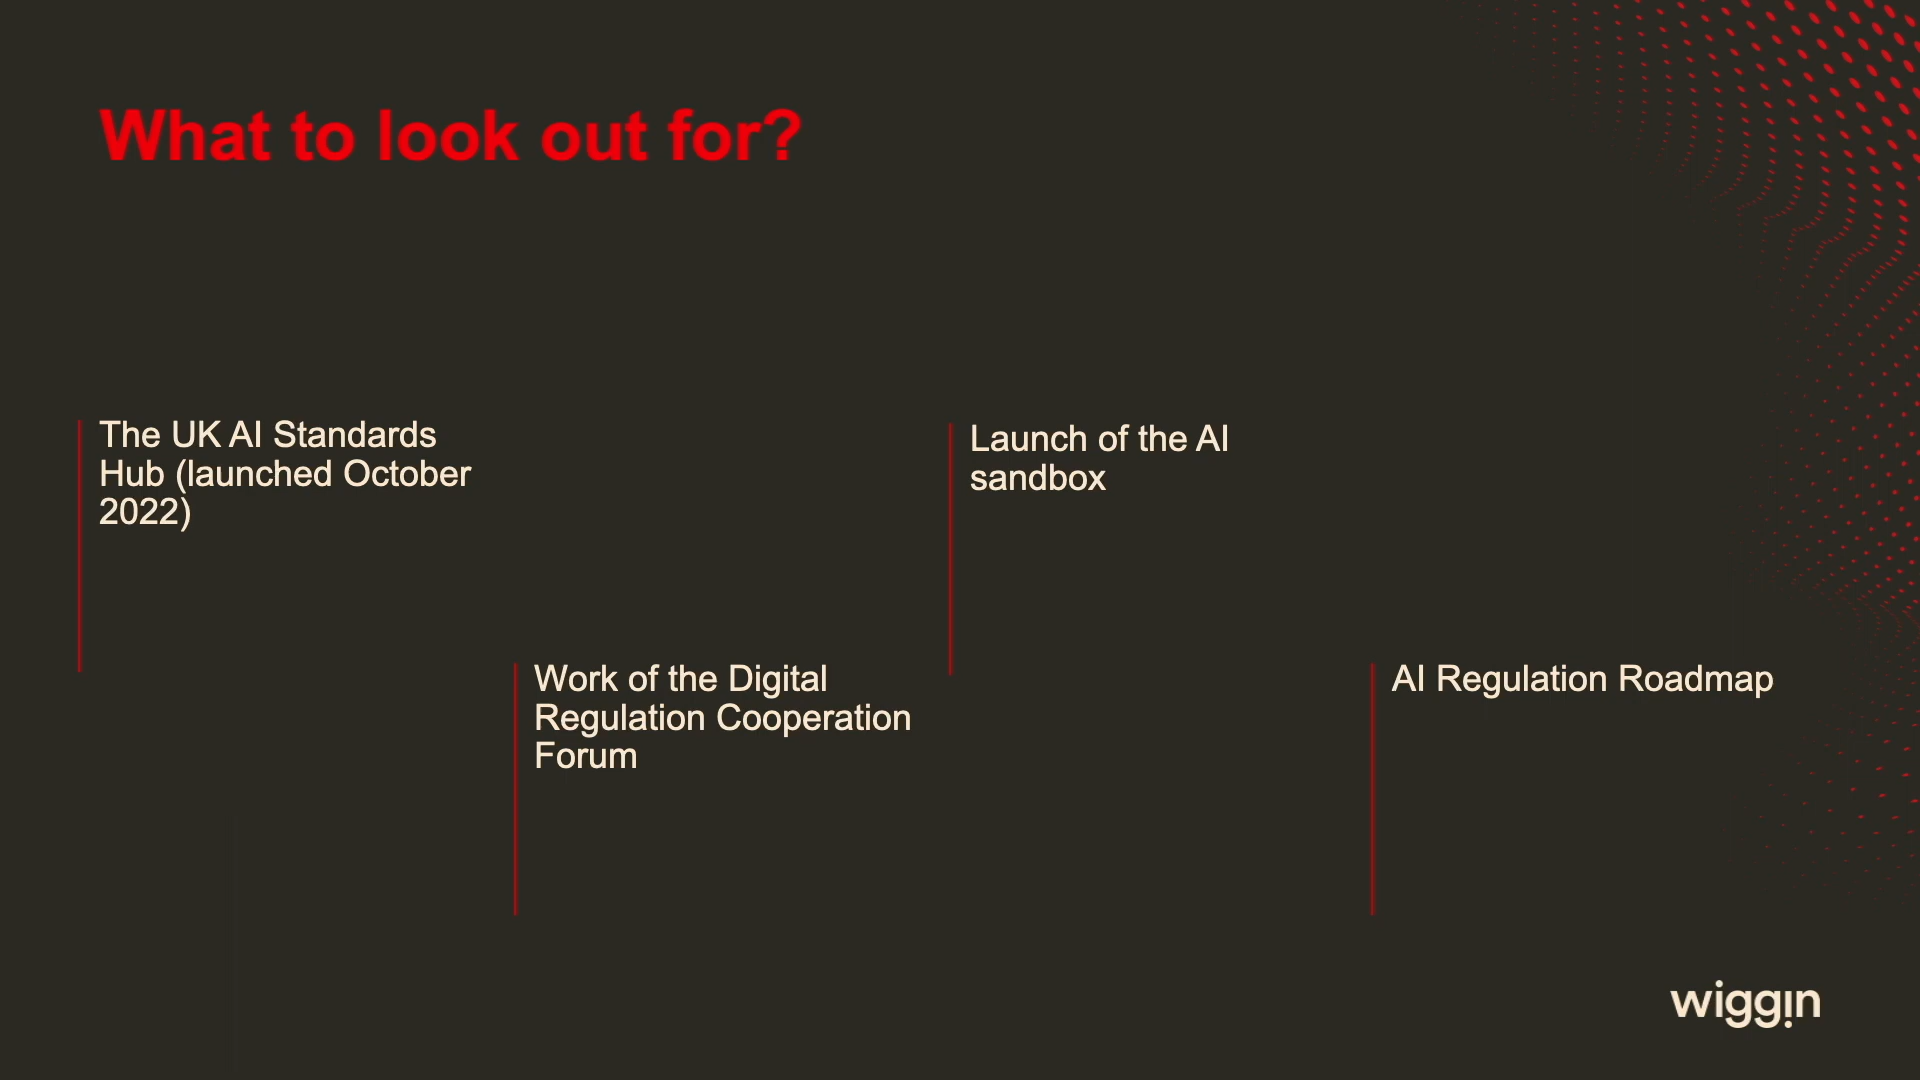 What to look out for?
The UK AI Standards
Hub (launched October
2022)
Work of the Digital
Regulation Cooperation
Forum
Launch of the AI
sandbox
AI Regulation Roadmap
wiggin